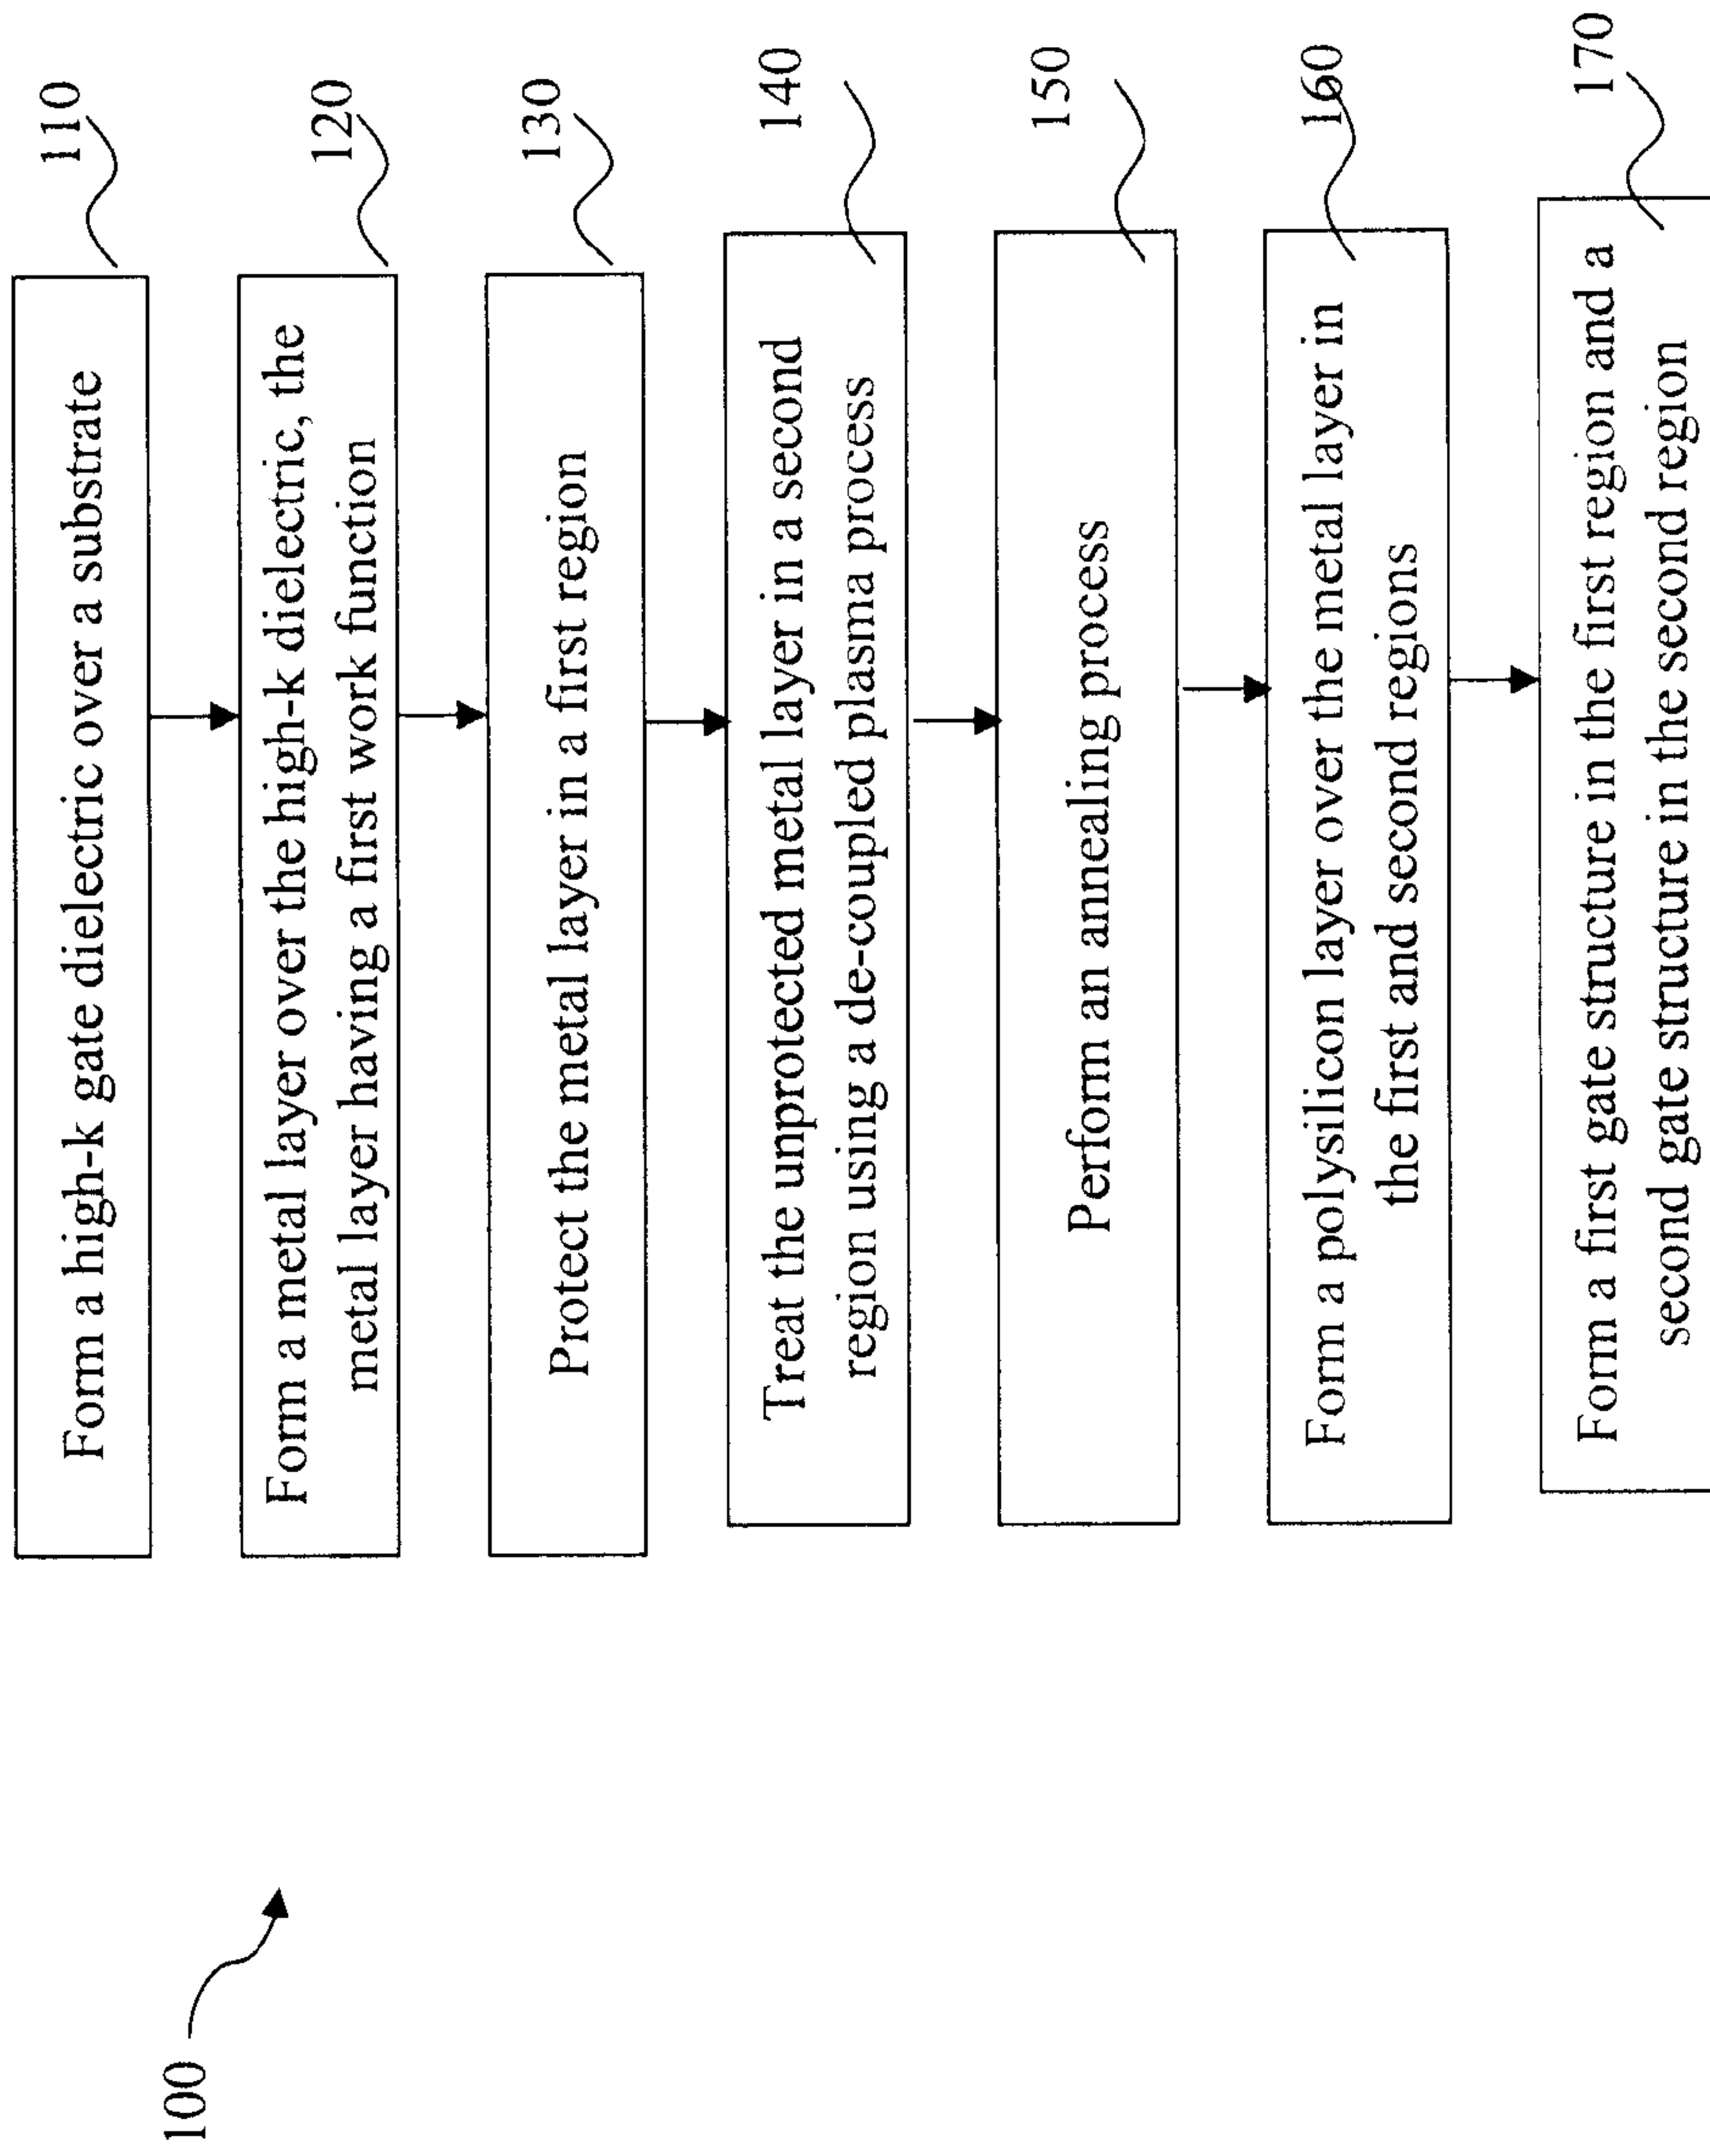 100
Form a high-k gate dielectric over a substrate
110
Form a metal layer over the high-k dielectric, the
metal layer having a first work function
120
Protect the metal layer in a first region
130
Treat the unprotected metal layer in a second
region using a de-coupled plasma process
140
Perform an annealing process
150
Form a polysilicon layer over the metal layer in
the first and second regions
160
Form a first gate structure in the first region and a
second gate structure in the second region
170